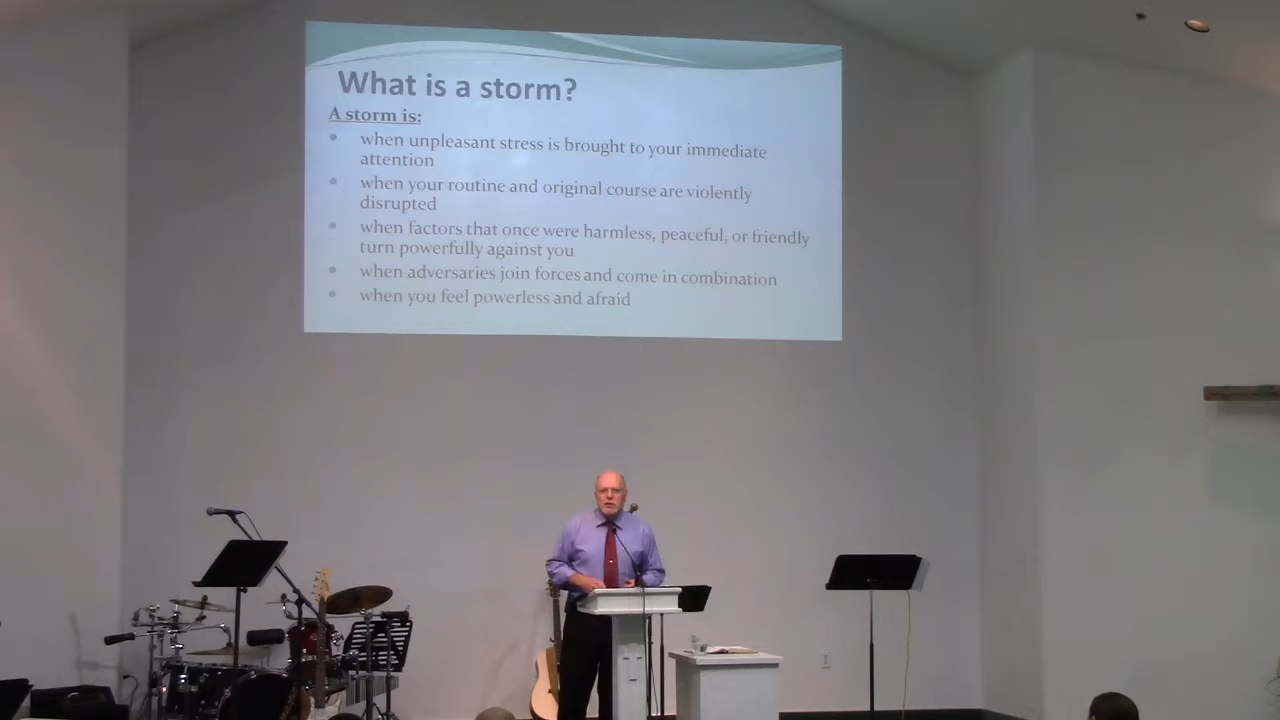 What is a storm?
A storm is:
• when unpleasant stress is brought to your immediate
attention
• when your routine and original course are violently
disrupted
• when factors that once were harmless, peaceful, or friendly
turn powerfully against you
• when adversaries join forces and come in combination
• when you feel powerless and afraid